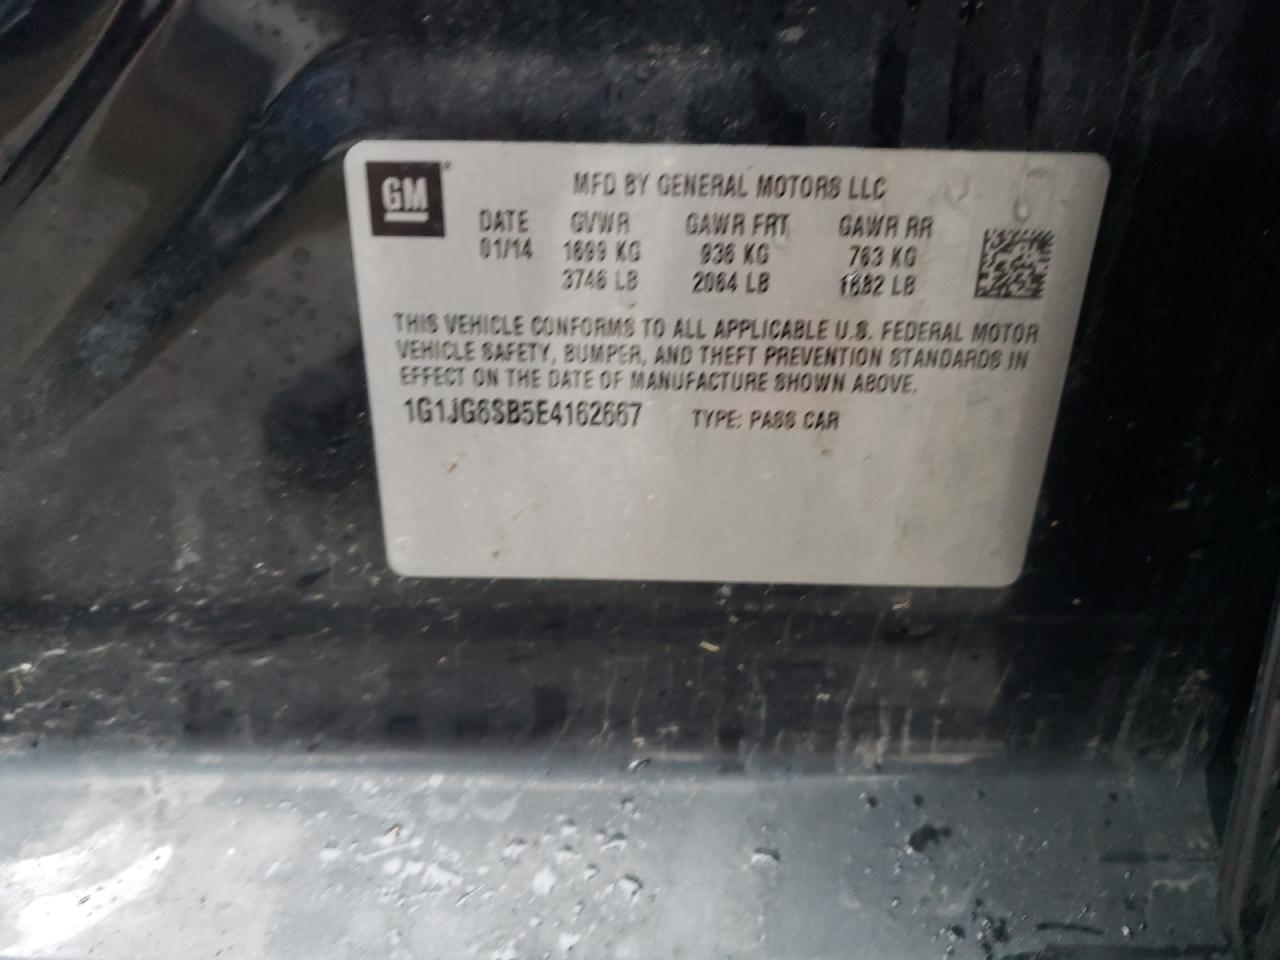 GM
MFD BY GENERAL MOTORS LLC
DATE GVWR GAWR FRT GAWR RR
01/14 1699 KG 936 KG 763 KG
3746 LB 2064 LB 1682 LB
THIS VEHICLE CONFORMS TO ALL APPLICABLE U.S. FEDERAL MOTOR
VEHICLE SAFETY, BUMPER, AND THEFT PREVENTION STANDARDS IN
EFFECT ON THE DATE OF MANUFACTURE SHOWN ABOVE.
1G1JG6SB5E4162667 TYPE: PASS CAR